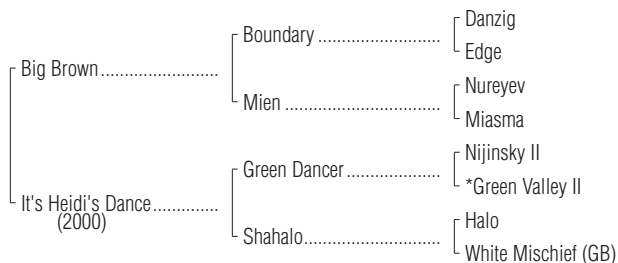 Danzig
Boundary ..............................
Edge
Big Brown.............................
Nureyev
Mien ......................................
Miasma
Nijinsky II
Green Dancer.......................
*Green Valley II
It's Heidi's Dance................
(2000)
Halo
Shahalo.................................
White Mischief (GB)